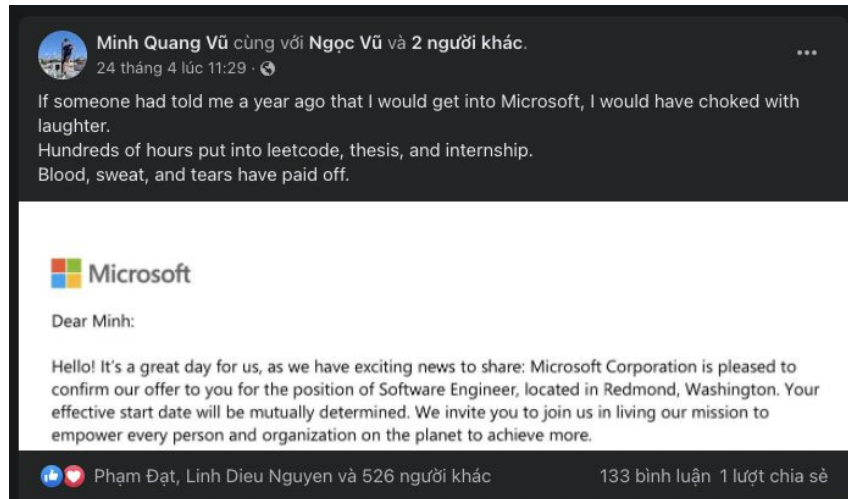 Minh Quang Vũ cùng với Ngọc Vũ và 2 người khác.
24 tháng 4 lúc 11:29 ·
If someone had told me a year ago that I would get into Microsoft, I would have choked with
laughter.
Hundreds of hours put into leetcode, thesis, and internship.
Blood, sweat, and tears have paid off.
Microsoft
Dear Minh:
Hello! It's a great day for us, as we have exciting news to share: Microsoft Corporation is pleased to
confirm our offer to you for the position of Software Engineer, located in Redmond, Washington. Your
effective start date will be mutually determined. We invite you to join us in living our mission to
empower every person and organization on the planet to achieve more.
Phạm Đạt, Linh Dieu Nguyen và 526 người khác 133 bình luận 1 lượt chia sẻ